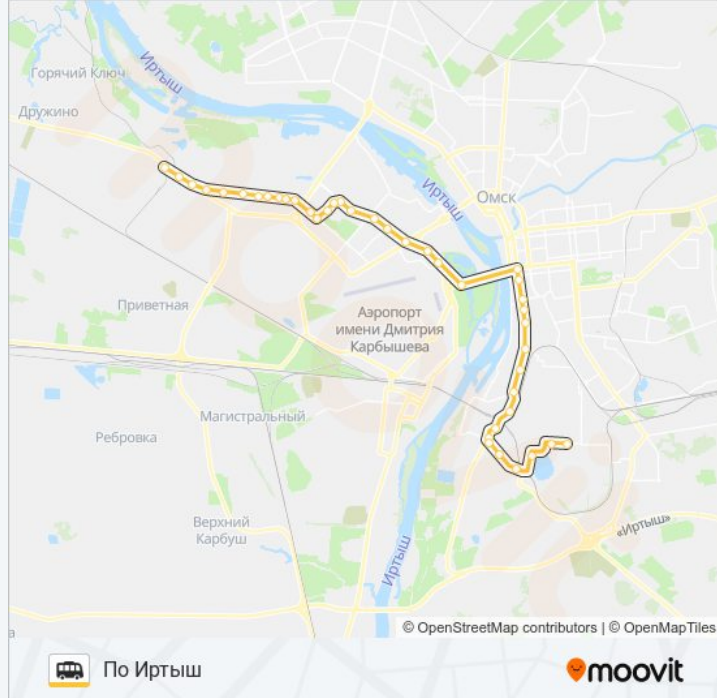 Горячий Ключ
Иртыш
Дружино
Иртыш
Омск
Приветная
Аэропорт
имени Дмитрия
Карбышева
Магистральный
Ребровка
Верхний
Карбуш
«Иртыш»
Иртыш
а
© OpenStreetMap contributors | © OpenMapTiles
По Иртыш
moovit